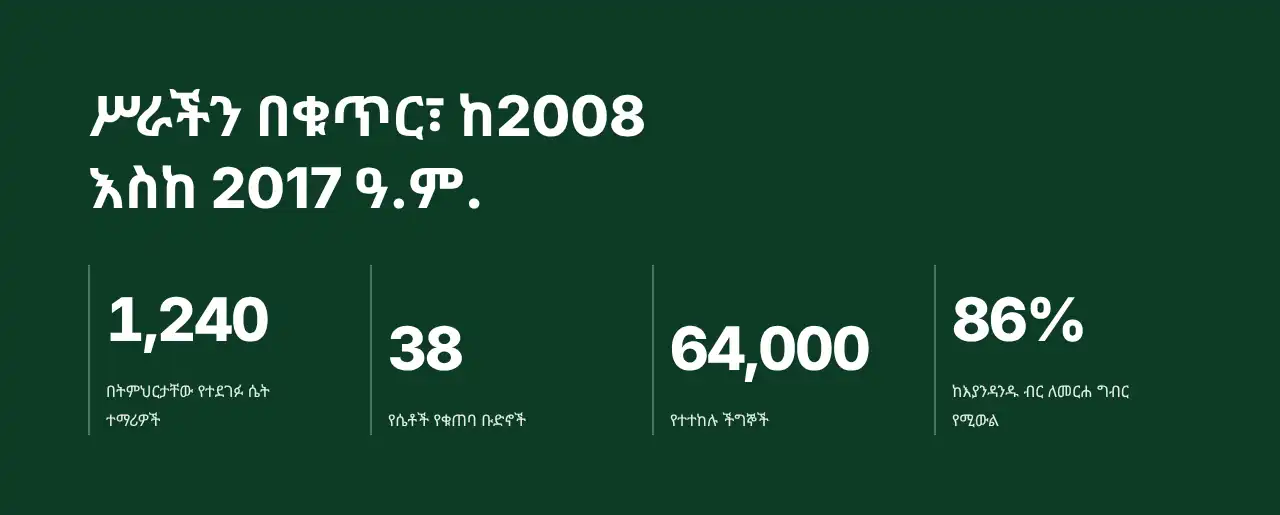 ሥራችን በቁጥር፣ ከ2008
እስከ 2017 ዓ.ም.
1,240
በትምህርታቸው የተደገፉ ሴት
ተማሪዎች
38
የሴቶች የቁጠባ ቡድኖች
64,000
የተተከሉ ችግኞች
86%
ከእያንዳንዱ ብር ለመርሐ ግብር
የሚውል